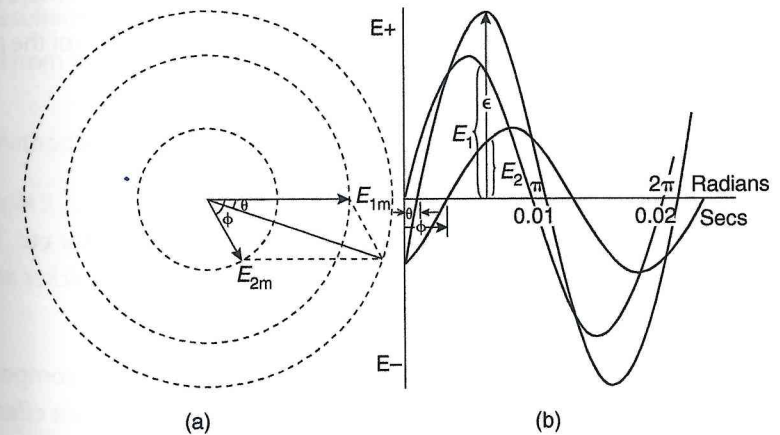 E+
ϵ
E₁
E₂
E₁ₘ
θ
ϕ
E₂ₘ
π
2π Radians
0.01
0.02 Secs
θ
ϕ
E−
(a)
(b)